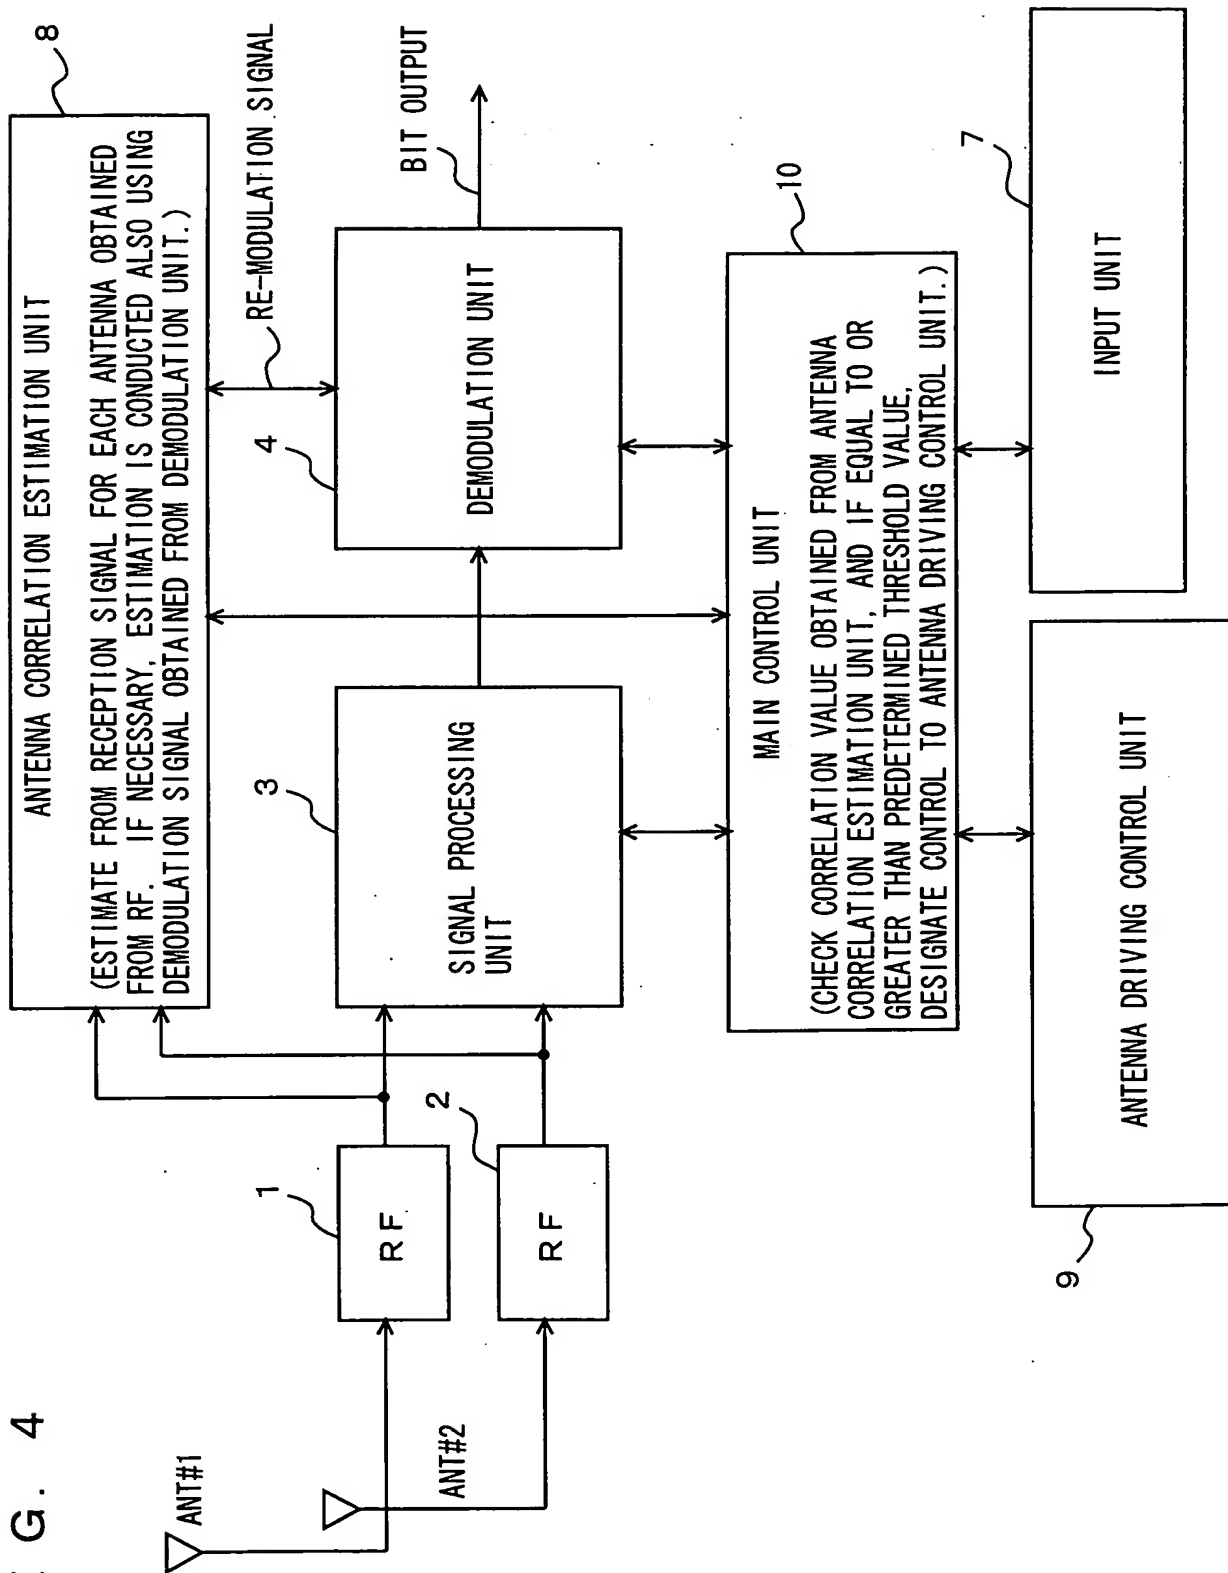 G. 4
8
ANTENNA CORRELATION ESTIMATION UNIT
(ESTIMATE FROM RECEPTION SIGNAL FOR EACH ANTENNA OBTAINED
FROM RF. IF NECESSARY, ESTIMATION IS CONDUCTED ALSO USING
DEMODULATION SIGNAL OBTAINED FROM DEMODULATION UNIT.)
RE-MODULATION SIGNAL
ANT#1
ANT#2
1
RF
2
RF
3
SIGNAL PROCESSING
UNIT
4
DEMODULATION UNIT
BIT OUTPUT
10
MAIN CONTROL UNIT
(CHECK CORRELATION VALUE OBTAINED FROM ANTENNA
CORRELATION ESTIMATION UNIT, AND IF EQUAL TO OR
GREATER THAN PREDETERMINED THRESHOLD VALUE,
DESIGNATE CONTROL TO ANTENNA DRIVING CONTROL UNIT.)
9
ANTENNA DRIVING CONTROL UNIT
7
INPUT UNIT